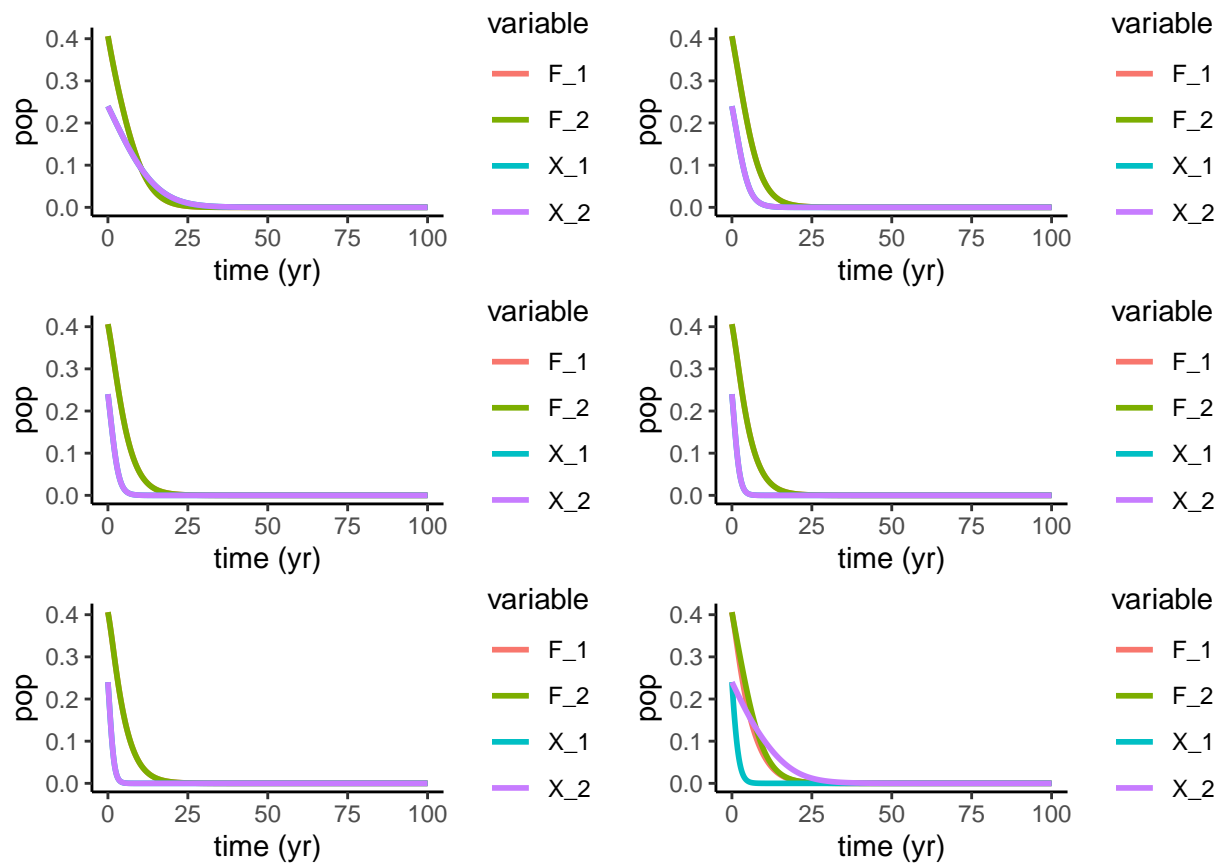 variable
0.4
0.3
0.2
0.1
0.0
pop
F_1
F_2
X_1
X_2
0 25 50 75 100
time (yr)
variable
0.4
0.3
0.2
0.1
0.0
pop
F_1
F_2
X_1
X_2
0 25 50 75 100
time (yr)
variable
0.4
0.3
0.2
0.1
0.0
pop
F_1
F_2
X_1
X_2
0 25 50 75 100
time (yr)
variable
0.4
0.3
0.2
0.1
0.0
pop
F_1
F_2
X_1
X_2
0 25 50 75 100
time (yr)
variable
0.4
0.3
0.2
0.1
0.0
pop
F_1
F_2
X_1
X_2
0 25 50 75 100
time (yr)
variable
0.4
0.3
0.2
0.1
0.0
pop
F_1
F_2
X_1
X_2
0 25 50 75 100
time (yr)